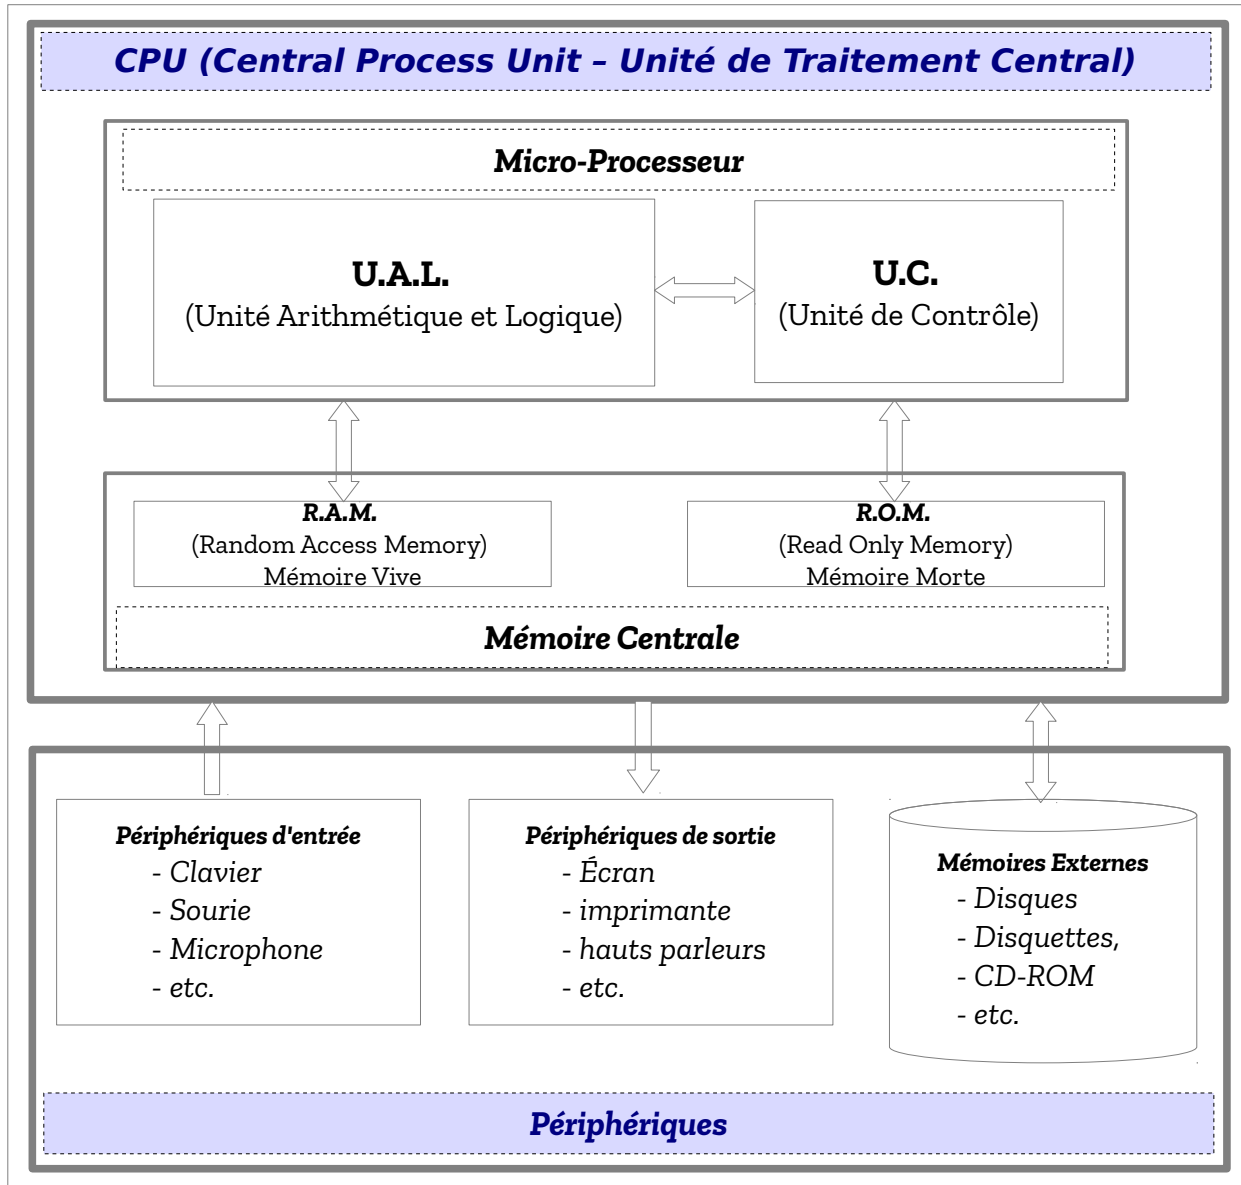 CPU (Central Process Unit – Unité de Traitement Central)
Micro-Processeur
U.A.L.
(Unité Arithmétique et Logique)
U.C.
(Unité de Contrôle)
R.A.M.
(Random Access Memory)
Mémoire Vive
R.O.M.
(Read Only Memory)
Mémoire Morte
Mémoire Centrale
Périphériques d'entrée
- Clavier
- Sourie
- Microphone
- etc.
Périphériques de sortie
- Écran
- imprimante
- hauts parleurs
- etc.
Mémoires Externes
- Disques
- Disquettes,
- CD-ROM
- etc.
Périphériques